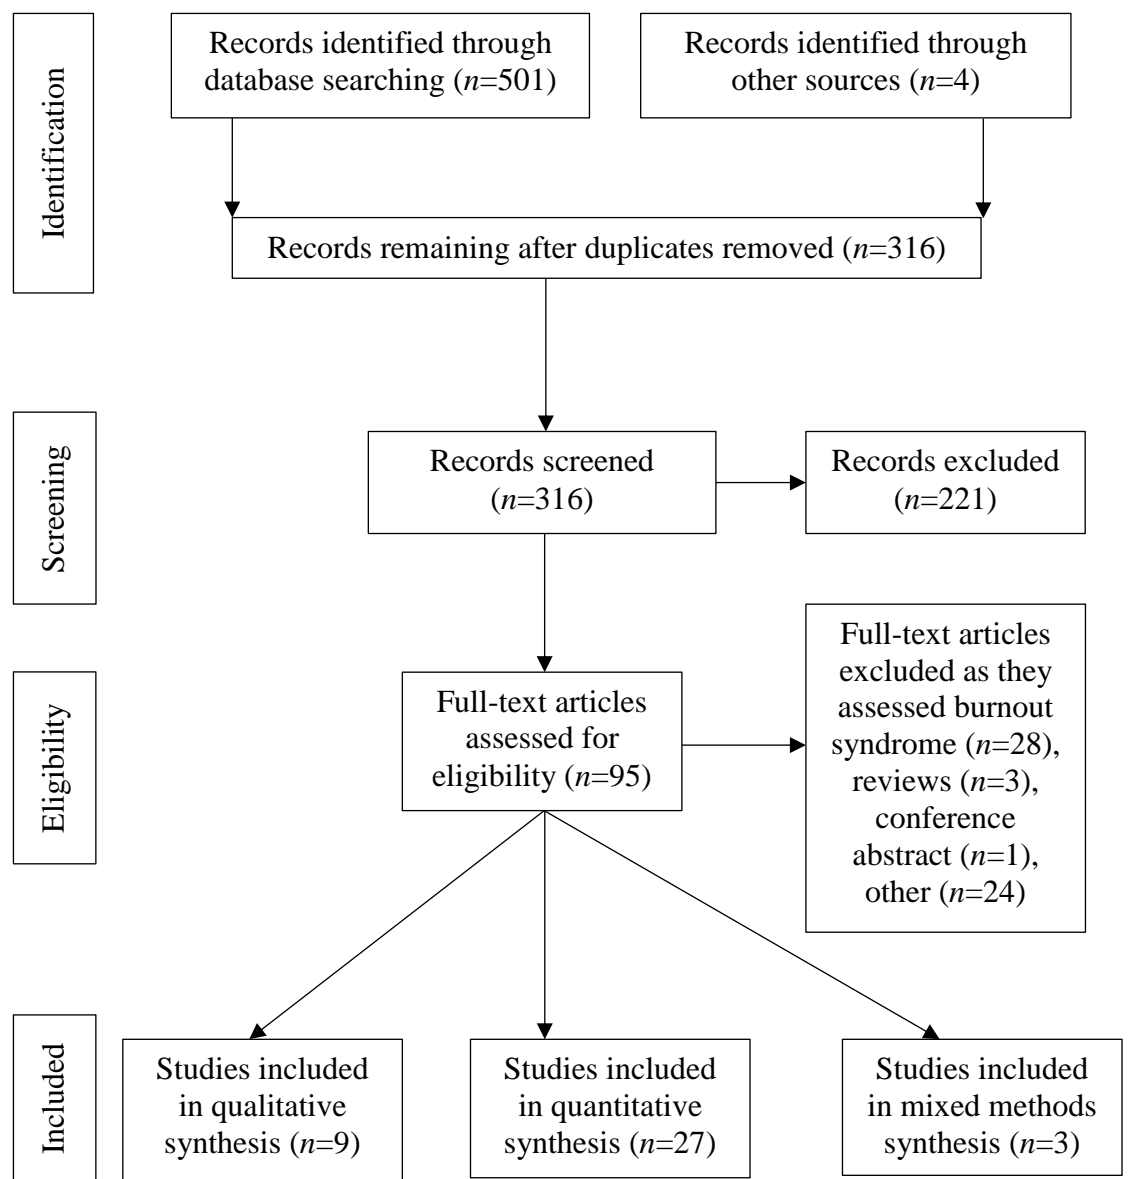 Identification
Records identified through
database searching (n=501)
Records identified through
other sources (n=4)
Records remaining after duplicates removed (n=316)
Screening
Records screened
(n=316)
Records excluded
(n=221)
Eligibility
Full-text articles
assessed for
eligibility (n=95)
Full-text articles
excluded as they
assessed burnout
syndrome (n=28),
reviews (n=3),
conference
abstract (n=1),
other (n=24)
Included
Studies included
in qualitative
synthesis (n=9)
Studies included
in quantitative
synthesis (n=27)
Studies included
in mixed methods
synthesis (n=3)